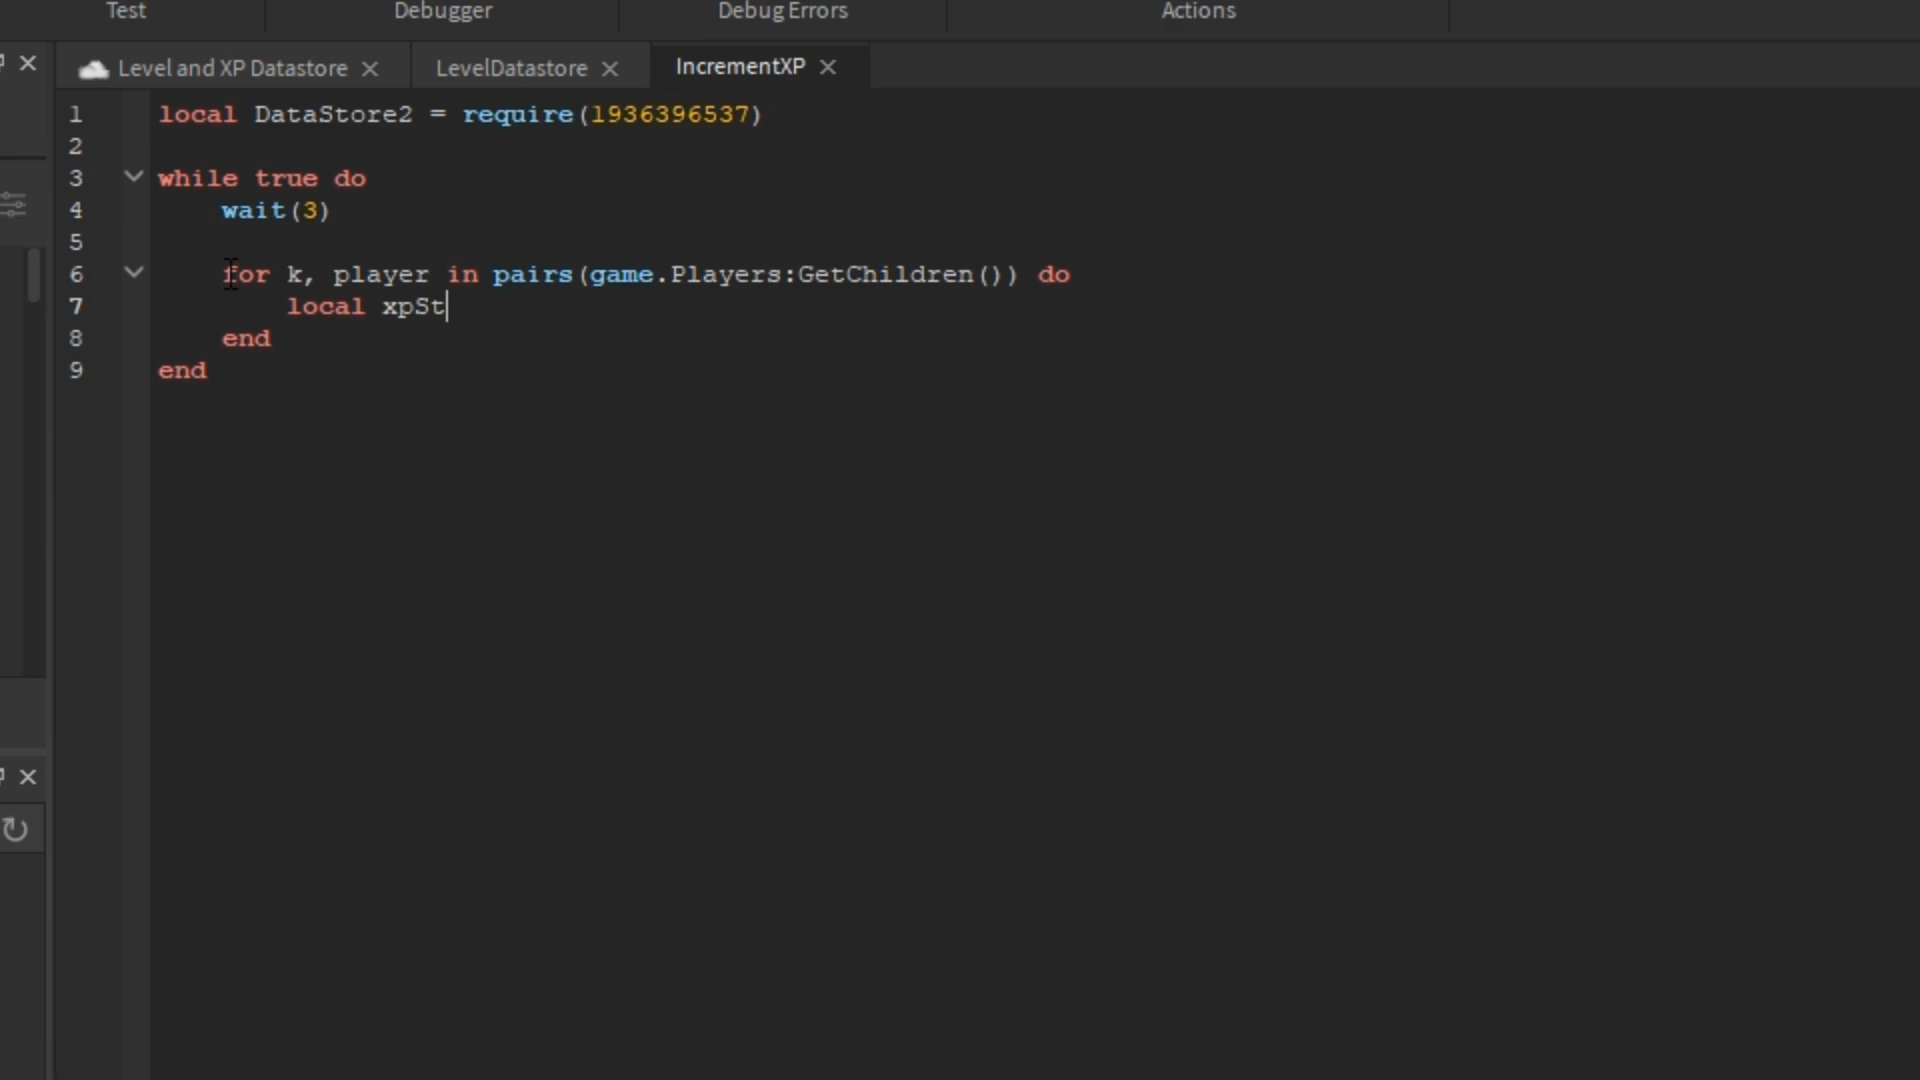 Test Debugger Debug Errors Actions
Level and XP Datastore LevelDatastore IncrementXP
1 local DataStore2 = require(1936396537)
2
3 while true do
4 wait(3)
5
6 for k, player in pairs(game.Players:GetChildren()) do
7 local xpSt
8 end
9 end